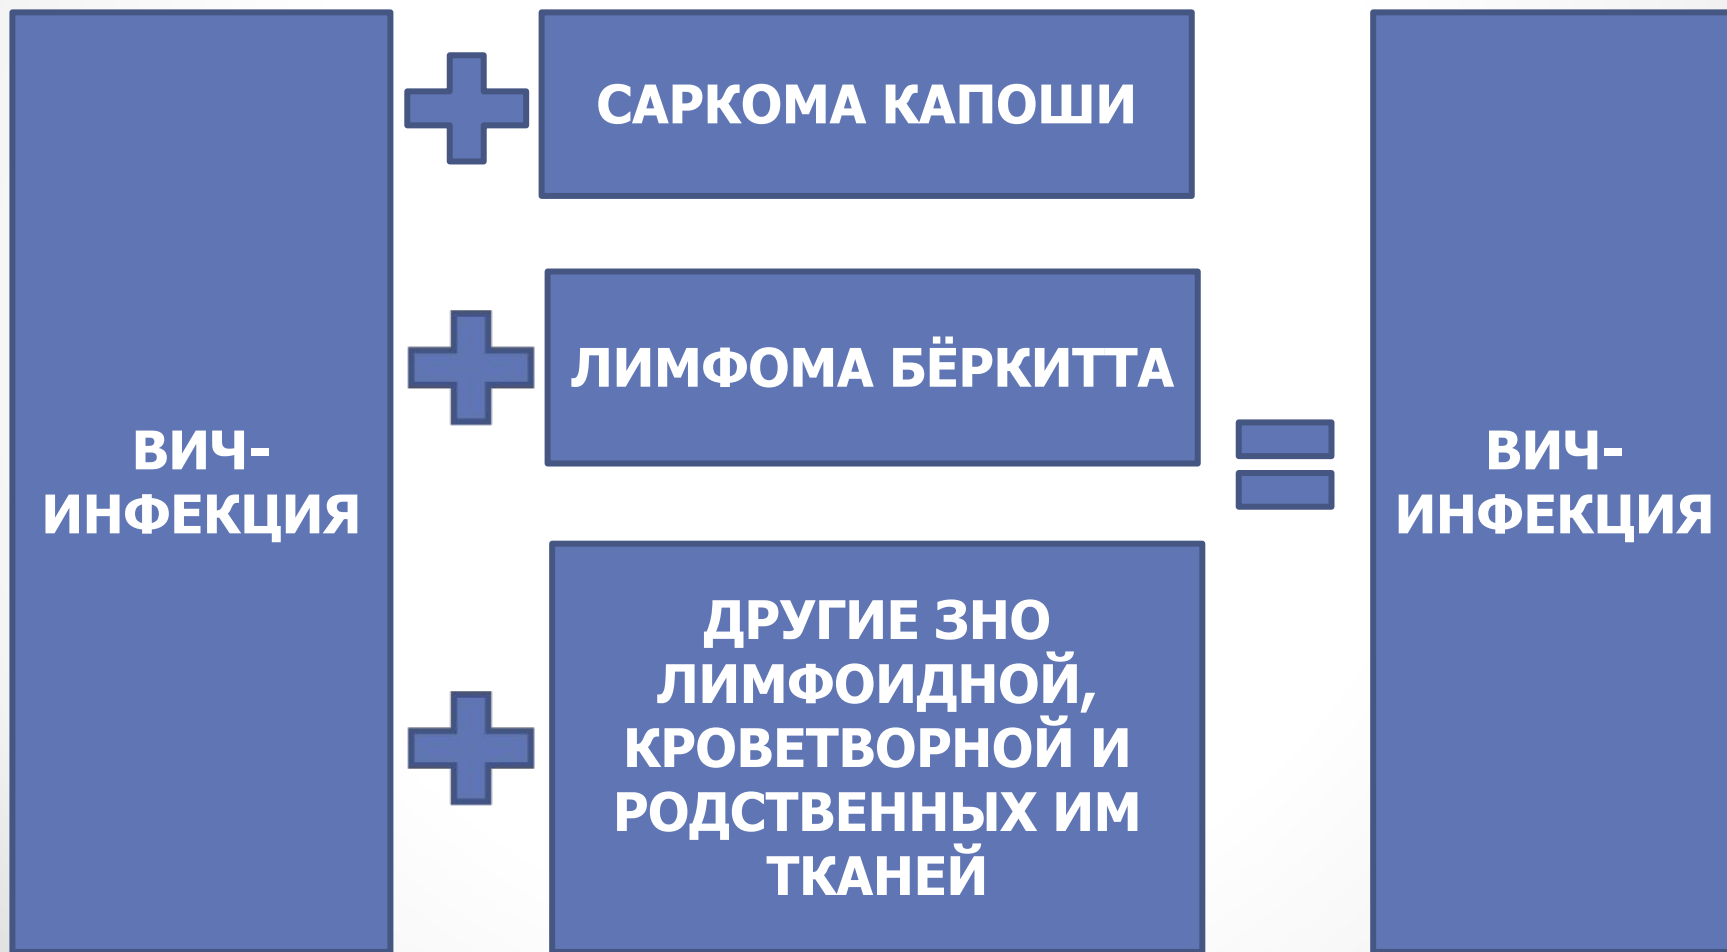 ВИЧ-
ИНФЕКЦИЯ
САРКОМА КАПОШИ
ЛИМФОМА БЁРКИТТА
ДРУГИЕ ЗНО
ЛИМФОИДНОЙ,
КРОВЕТВОРНОЙ И
РОДСТВЕННЫХ ИМ
ТКАНЕЙ
ВИЧ-
ИНФЕКЦИЯ